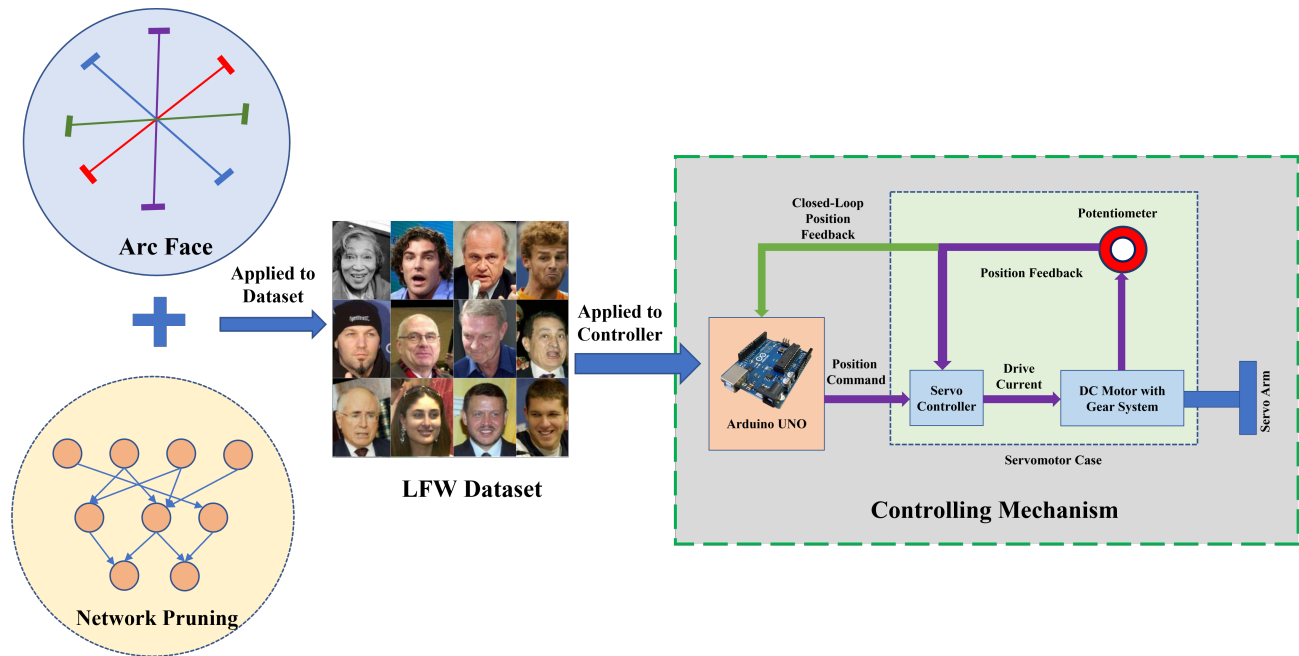 Arc Face
Applied to
Dataset
Network Pruning
LFW Dataset
Applied to
Controller
Closed-Loop
Position
Feedback
Potentiometer
Position Feedback
Arduino UNO
Position
Command
Servo
Controller
Drive
Current
DC Motor with
Gear System
Servo Arm
Servomotor Case
Controlling Mechanism